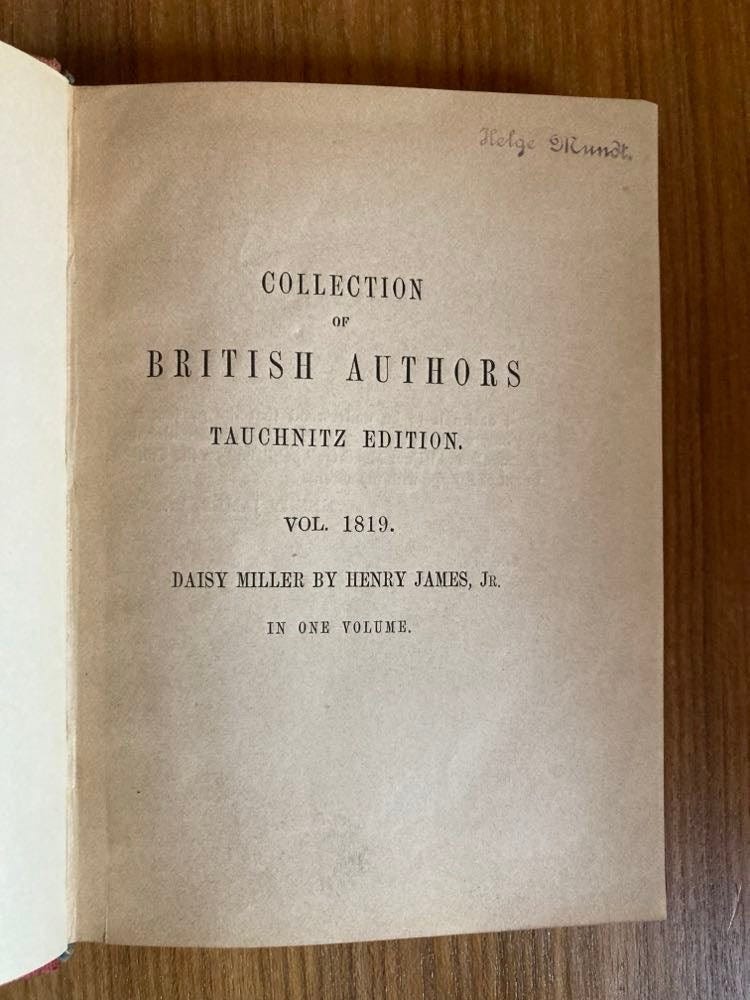 Helge Mundt.
COLLECTION
OF
BRITISH AUTHORS
TAUCHNITZ EDITION.
VOL. 1819.
DAISY MILLER BY HENRY JAMES, JR.
IN ONE VOLUME.